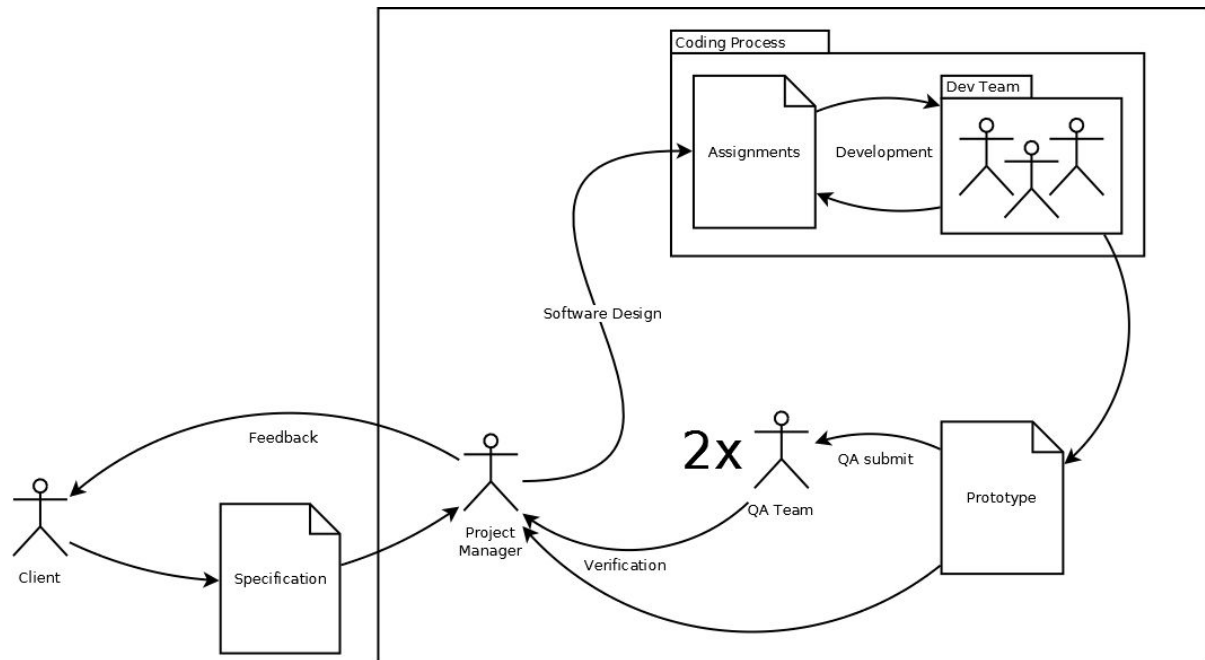 Coding Process
Dev Team
Assignments
Development
Software Design
Feedback
2x
QA submit
Prototype
QA Team
Project
Manager
Verification
Specification
Client